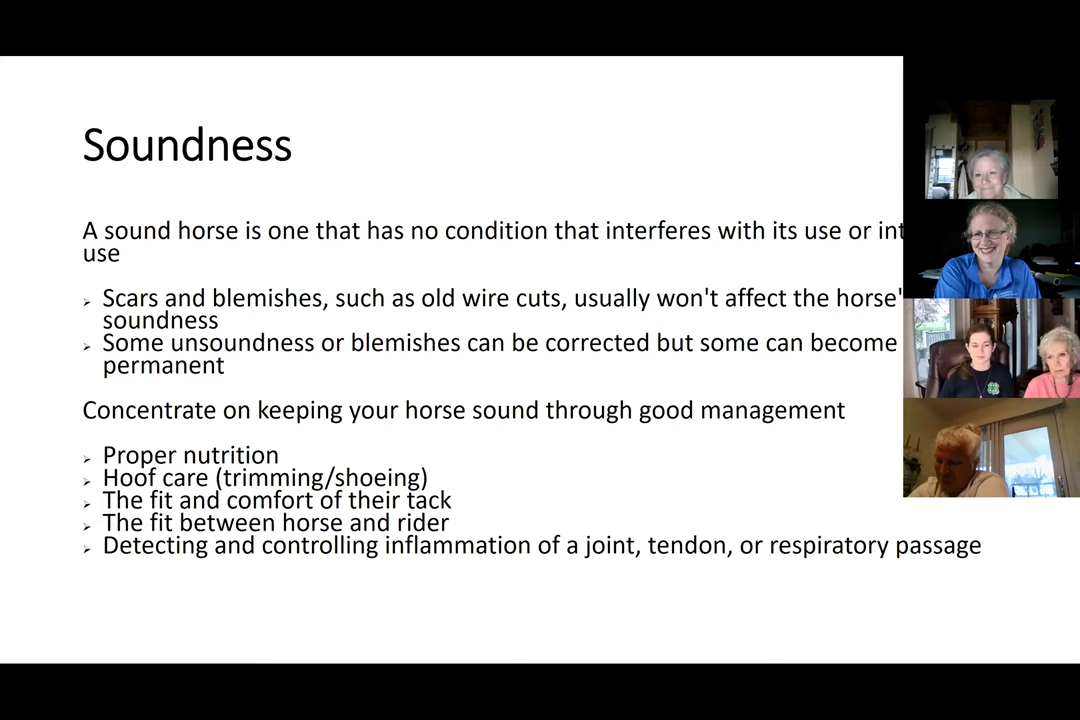 Soundness
A sound horse is one that has no condition that interferes with its use or
use
Scars and blemishes, such as old wire cuts, usually won't affect the horse'
soundness
Some unsoundness or blemishes can be corrected but some can become
permanent
Concentrate on keeping your horse sound through good management
Proper nutrition
Hoof care (trimming/shoeing)
The fit and comfort of their tack
The fit between horse and rider
Detecting and controlling inflammation of a joint, tendon, or respiratory passage